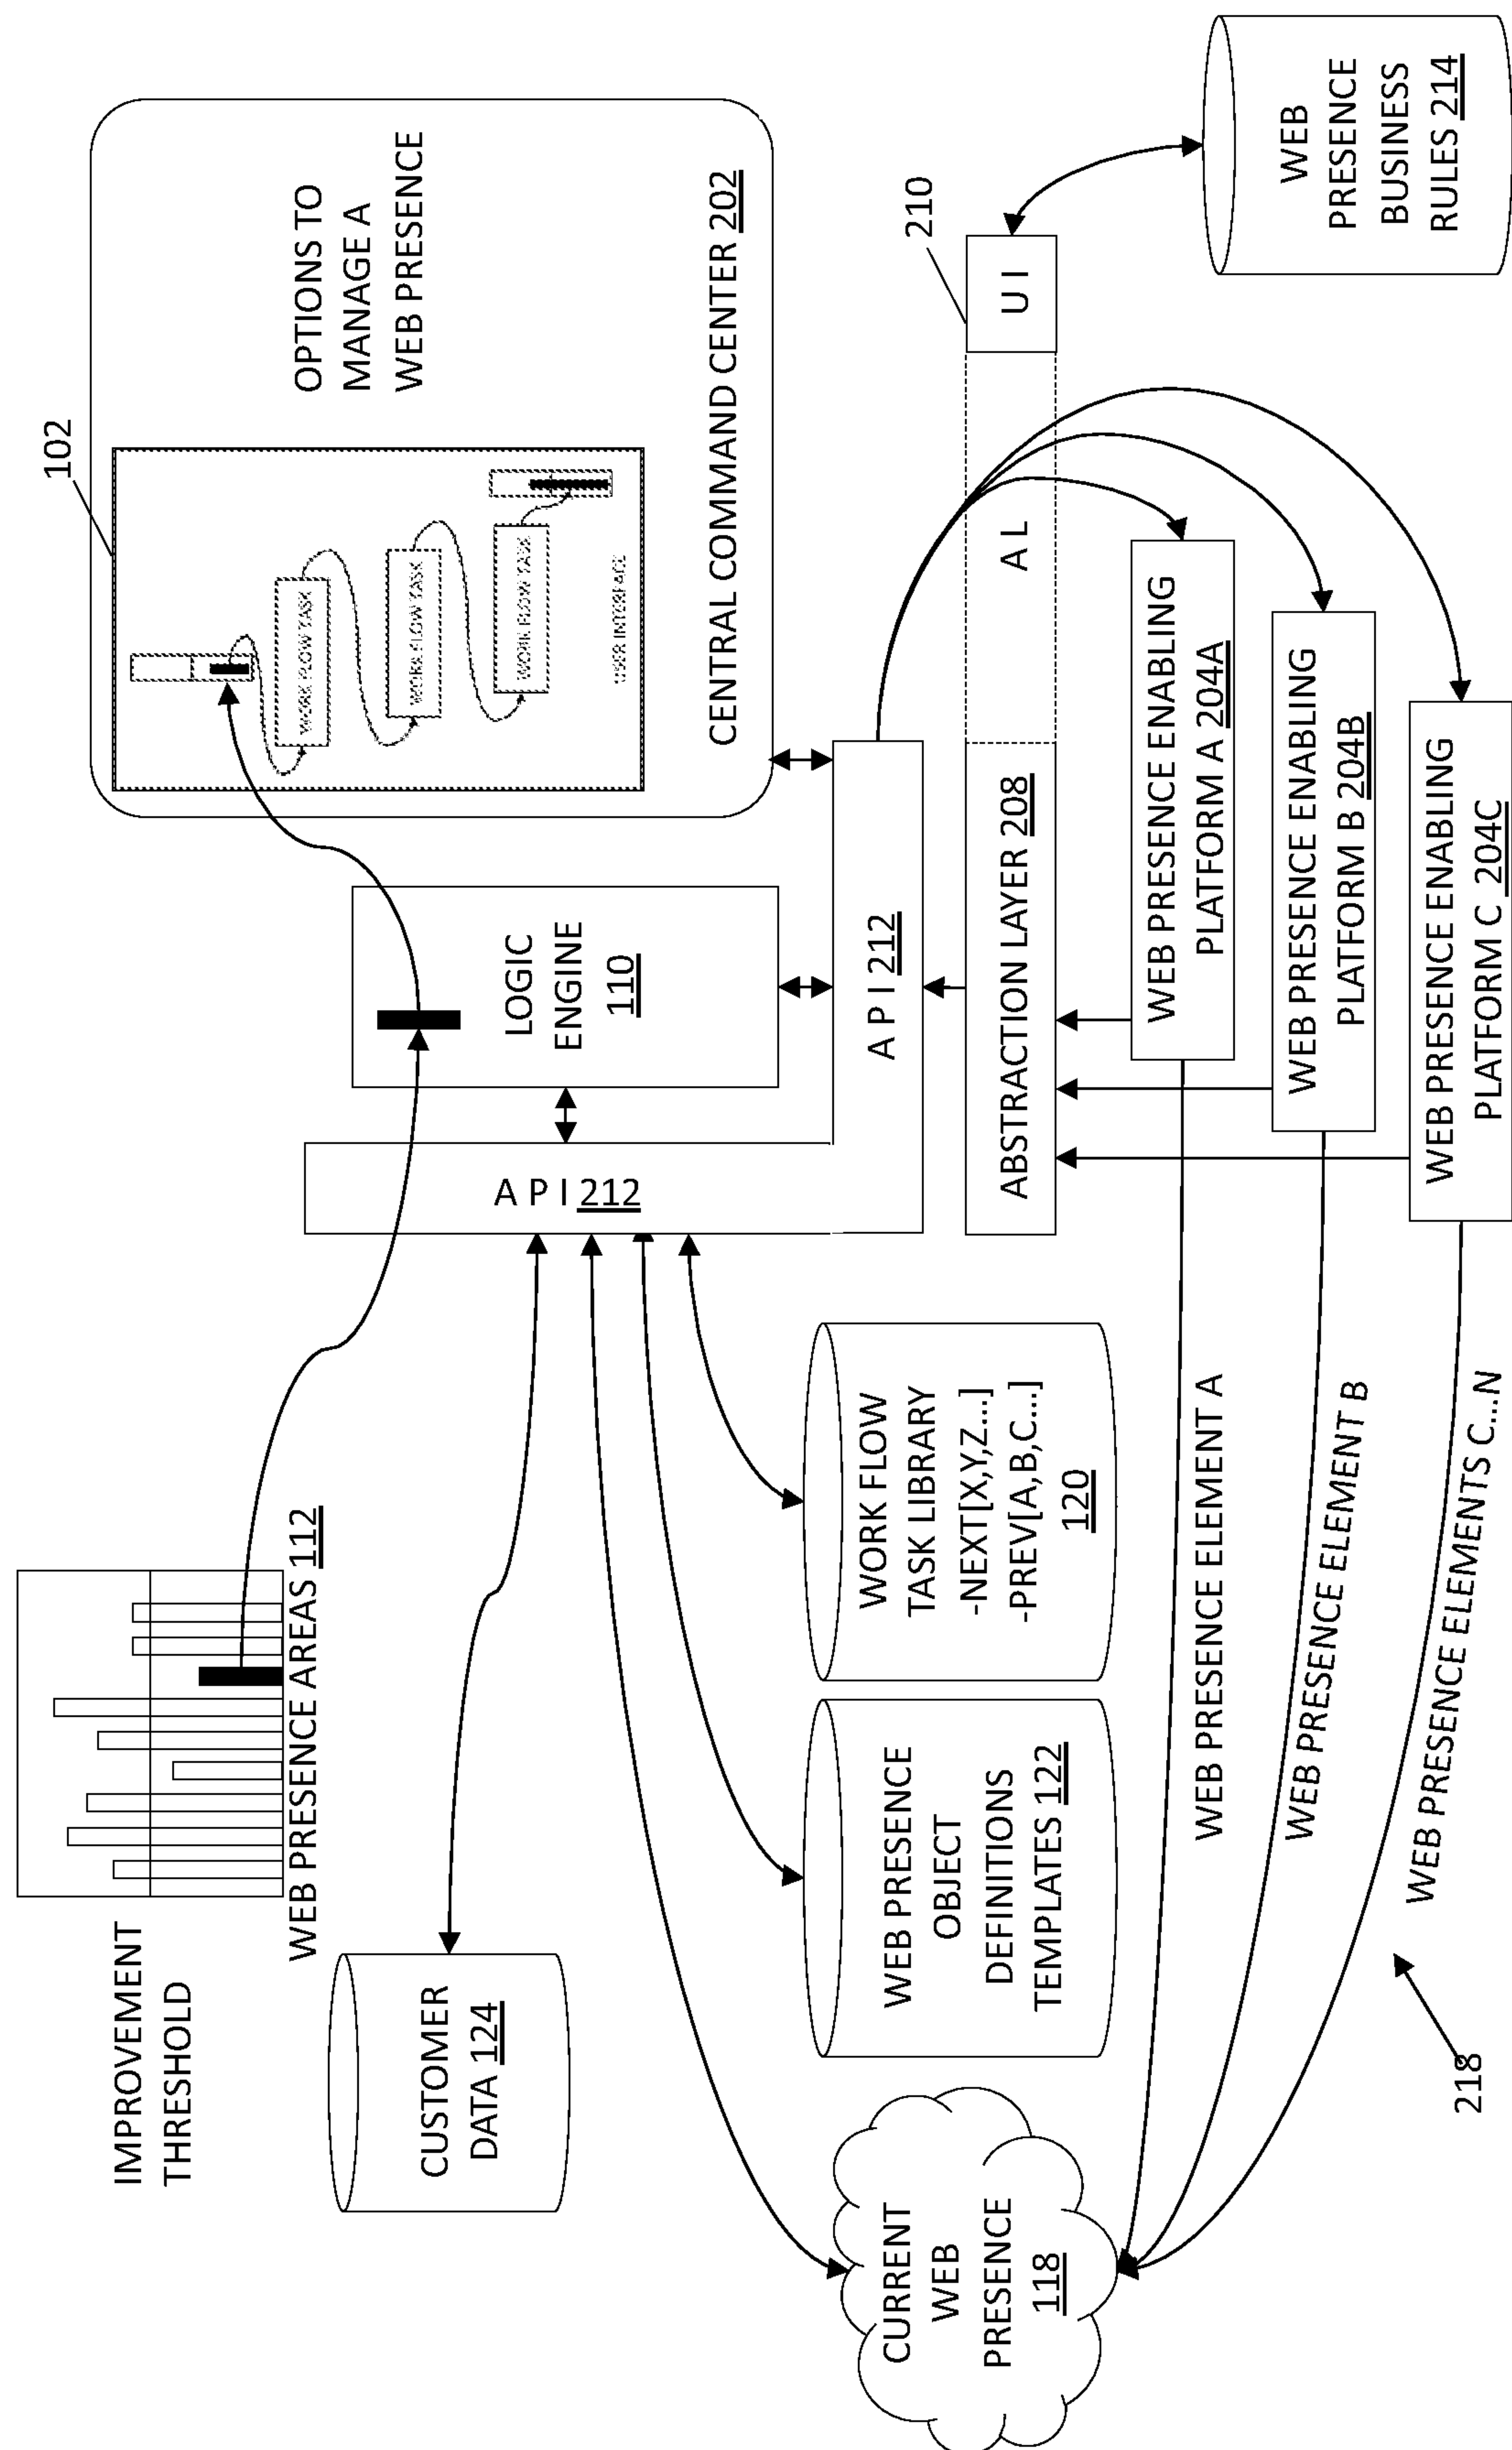 IMPROVEMENT
THRESHOLD
WEB PRESENCE AREAS 112
CUSTOMER
DATA 124
CURRENT
WEB
PRESENCE
118
WEB PRESENCE
OBJECT
DEFINITIONS
TEMPLATES 122
WORK FLOW
TASK LIBRARY
-NEXT[X,Y,Z...]
-PREV[A,B,C...]
120
A P I 212
LOGIC
ENGINE
110
A P I 212
102
WORK FLOW TASK
WORK FLOW TASK
WORK FLOW TASK
USER INTERFACE
OPTIONS TO
MANAGE A
WEB PRESENCE
CENTRAL COMMAND CENTER 202
ABSTRACTION LAYER 208
A L
U I
210
WEB
PRESENCE
BUSINESS
RULES 214
WEB PRESENCE ENABLING
PLATFORM A 204A
WEB PRESENCE ENABLING
PLATFORM B 204B
WEB PRESENCE ENABLING
PLATFORM C 204C
WEB PRESENCE ELEMENT A
WEB PRESENCE ELEMENT B
WEB PRESENCE ELEMENTS C...N
218